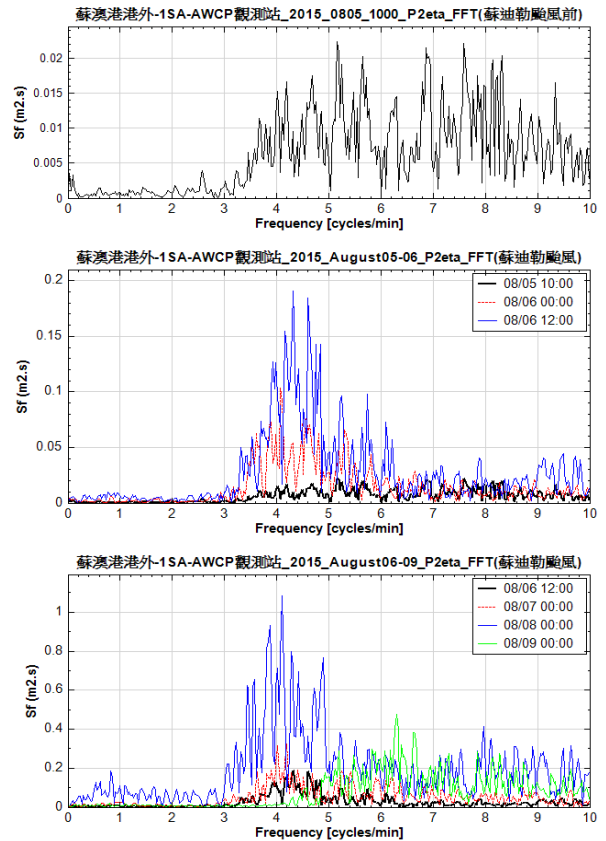 蘇澳港港外-1SA-AWCP觀測站_2015_0805_1000_P2eta_FFT(蘇迪勒颱風前)
Sf (m2.s)
0.02
0.015
0.01
0.005
0
0 1 2 3 4 5 6 7 8 9 10
Frequency [cycles/min]
蘇澳港港外-1SA-AWCP觀測站_2015_August05-06_P2eta_FFT(蘇迪勒颱風)
Sf (m2.s)
0.2
0.15
0.1
0.05
0
08/05 10:00
08/06 00:00
08/06 12:00
0 1 2 3 4 5 6 7 8 9 10
Frequency [cycles/min]
蘇澳港港外-1SA-AWCP觀測站_2015_August06-09_P2eta_FFT(蘇迪勒颱風)
Sf (m2.s)
1
0.8
0.6
0.4
0.2
0
08/06 12:00
08/07 00:00
08/08 00:00
08/09 00:00
0 1 2 3 4 5 6 7 8 9 10
Frequency [cycles/min]